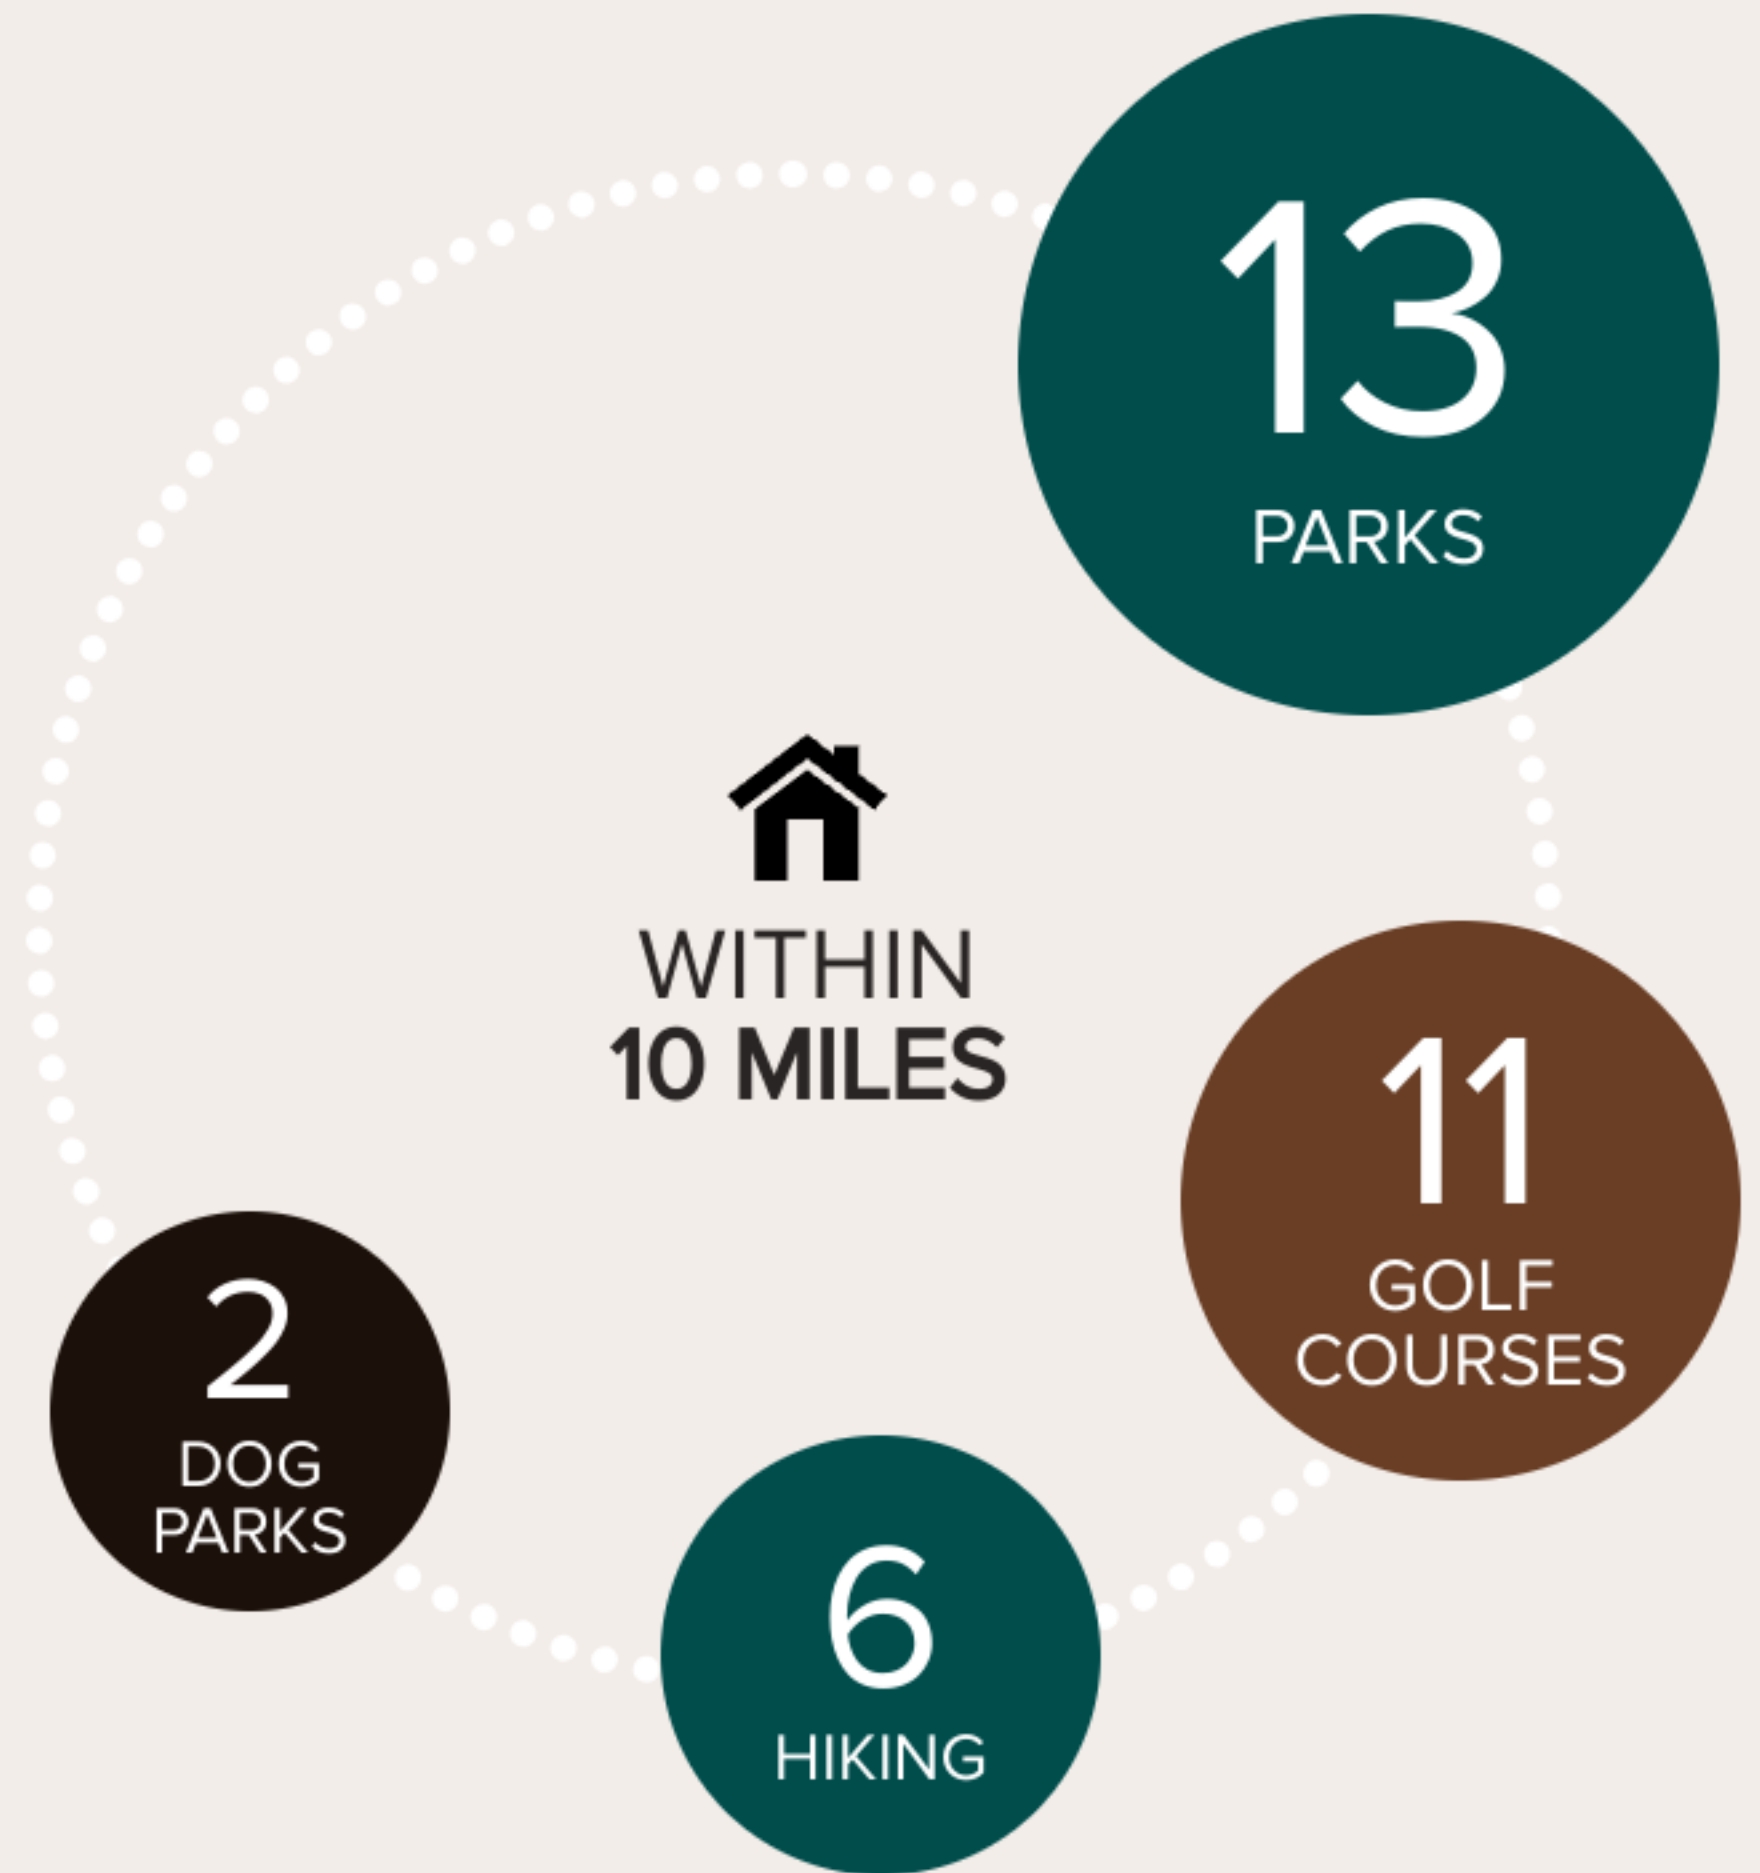 13
PARKS
WITHIN
10 MILES
11
GOLF
COURSES
2
DOG
PARKS
6
HIKING